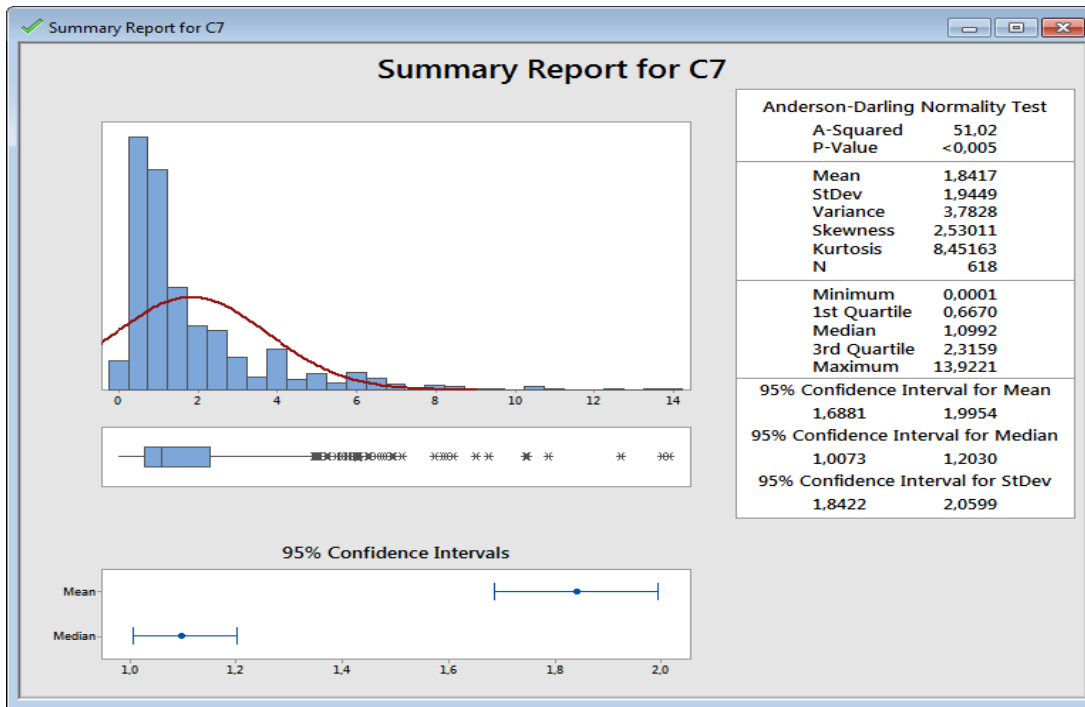 Summary Report for C7
Summary Report for C7
0 2 4 6 8 10 12 14
95% Confidence Intervals
Mean
Median
1,0 1,2 1,4 1,6 1,8 2,0
Anderson-Darling Normality Test
A-Squared 51,02
P-Value <0,005
Mean 1,8417
StDev 1,9449
Variance 3,7828
Skewness 2,53011
Kurtosis 8,45163
N 618
Minimum 0,0001
1st Quartile 0,6670
Median 1,0992
3rd Quartile 2,3159
Maximum 13,9221
95% Confidence Interval for Mean
1,6881 1,9954
95% Confidence Interval for Median
1,0073 1,2030
95% Confidence Interval for StDev
1,8422 2,0599